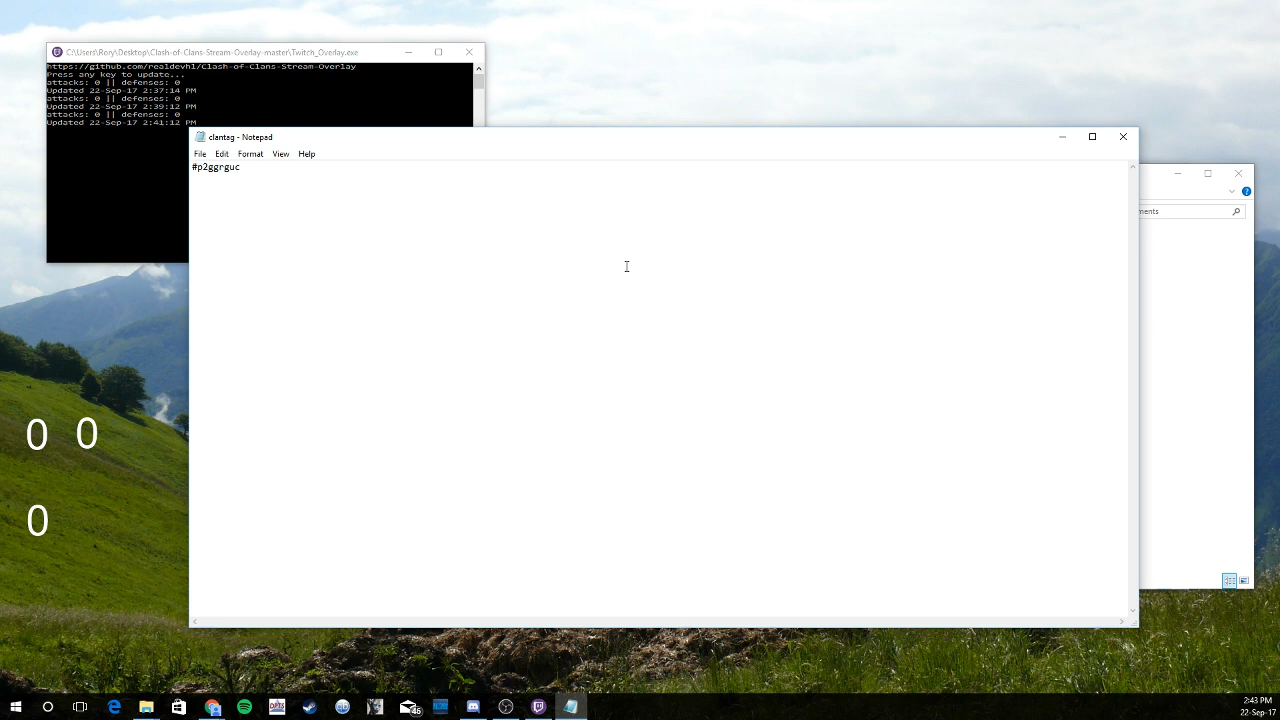 C:\Users\Rory\Desktop\Clash-of-Clans-Stream-Overlay-master\Twitch_Overlay.exe
https://github.com/realdevhl/Clash-of-Clans-Stream-Overlay
Press any key to update...
attacks: 0 || defenses: 0
Updated 22-Sep-17 2:37:14 PM
attacks: 0 || defenses: 0
Updated 22-Sep-17 2:39:12 PM
attacks: 0 || defenses: 0
Updated 22-Sep-17 2:41:12 PM
clantag - Notepad
File Edit Format View Help
#p2ggrguc
ments
0 0
0
46
2:43 PM
22-Sep-17